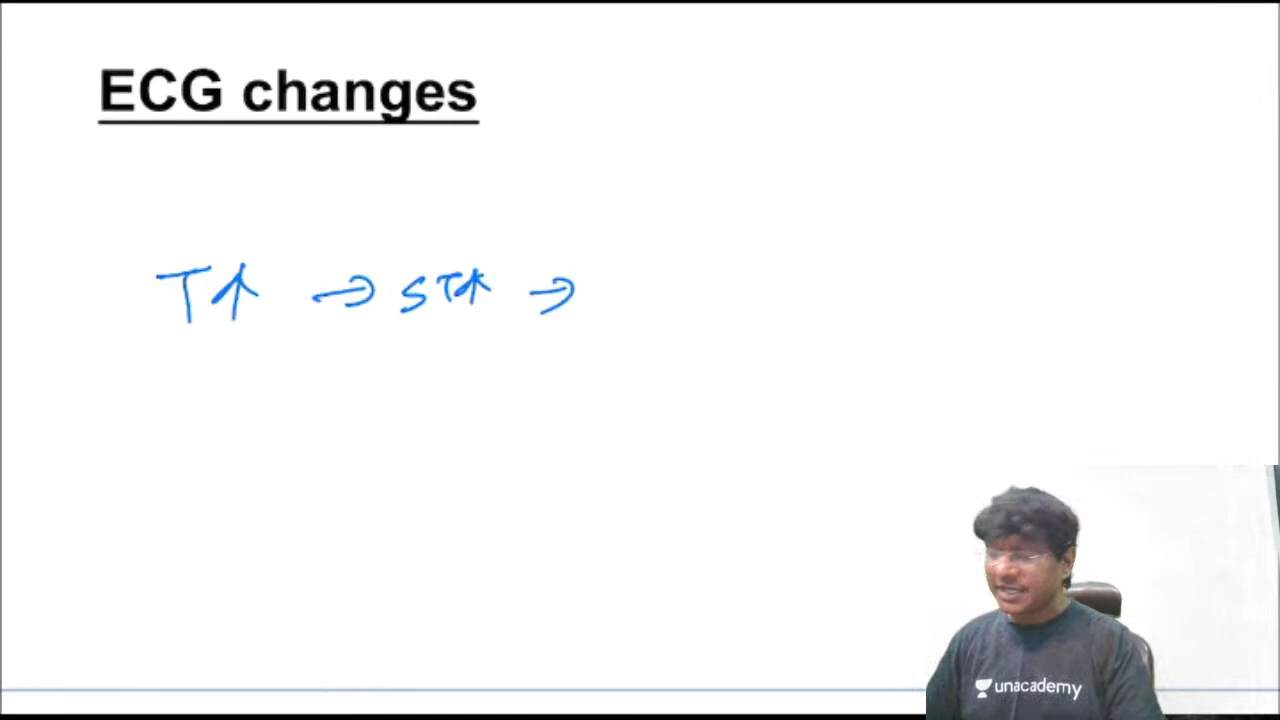 ECG changes
T↑ → ST↑ →
unacademy